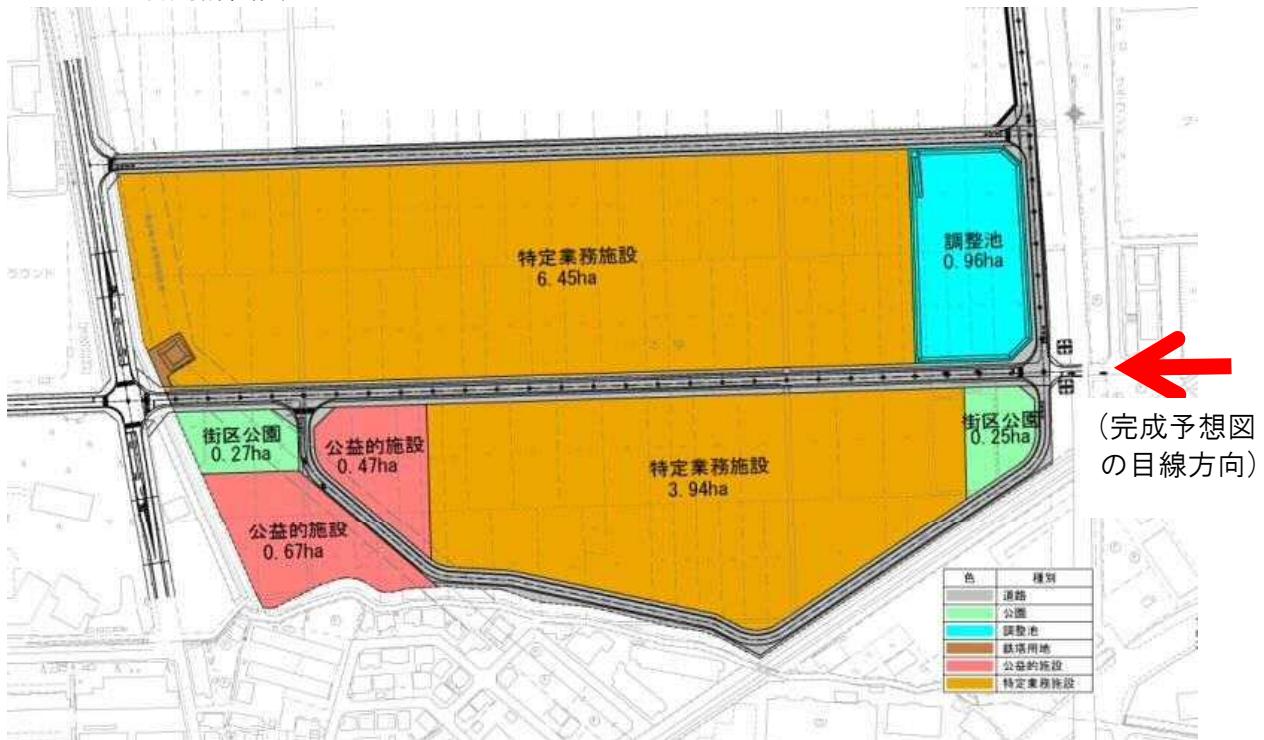 特定業務施設
6.45ha
調整池
0.96ha
ラウンド
(完成予想図
の目線方向)
街区公園
0.27ha
公益的施設
0.47ha
特定業務施設
3.94ha
街区公園
0.25ha
公益的施設
0.67ha
色 種別
道路
公園
調整池
鉄塔用地
公益的施設
特定業務施設